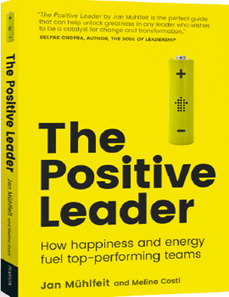 "The Positive Leader by Jan Mühlfeit is the perfect guide
that can help unlock greatness in any leader who wishes
to be a catalyst for change and transformation."
DEEPAK CHOPRA, AUTHOR, THE SOUL OF LEADERSHIP
The
Positive
Leader
How happiness and energy
fuel top-performing teams
Jan Mühlfeit and Melina Costi
The Positive Leader
Jan Mühlfeit and Melina Costi
PEARSON